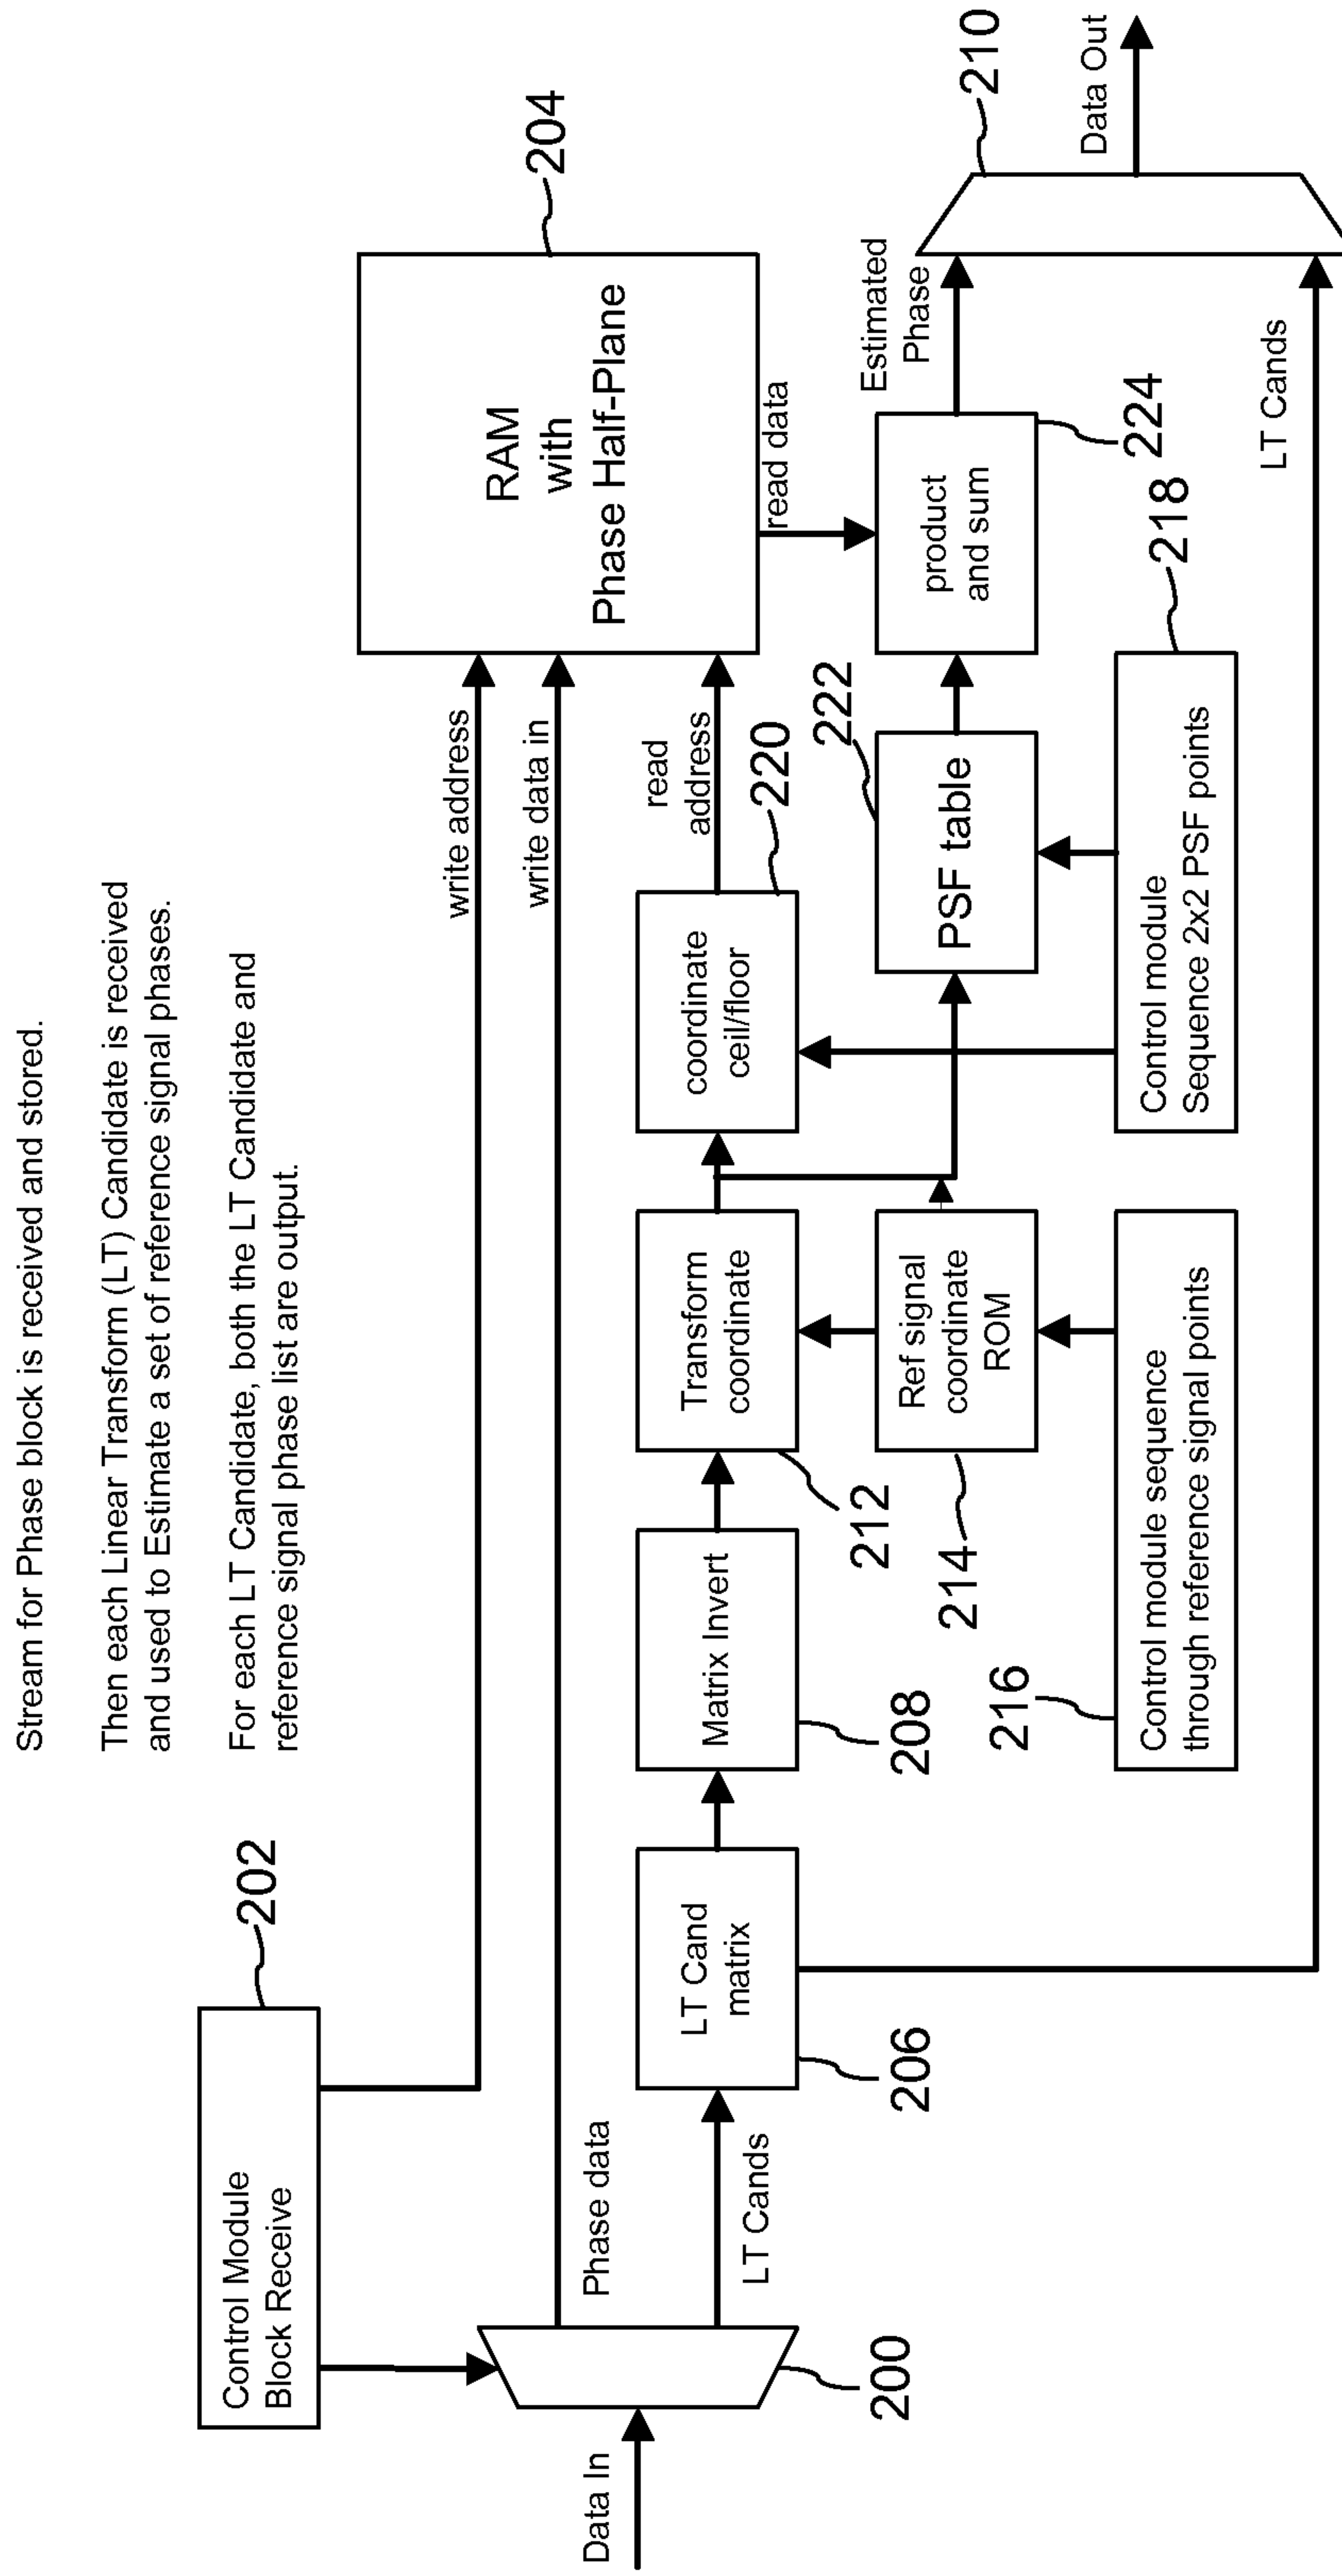 Stream for Phase block is received and stored.
Then each Linear Transform (LT) Candidate is received
and used to Estimate a set of reference signal phases.
For each LT Candidate, both the LT Candidate and
reference signal phase list are output.
Control Module
Block Receive
202
write address
write data in
RAM
with
Phase Half-Plane
204
Data In
200
Phase data
LT Cands
LT Cand
matrix
206
Matrix Invert
208
Transform
coordinate
212
coordinate
ceil/floor
220
read
address
read data
Ref signal
coordinate
ROM
214
PSF table
222
product
and sum
224
Estimated
Phase
210
Data Out
Control module sequence
through reference signal points
216
Control module
Sequence 2x2 PSF points
218
LT Cands